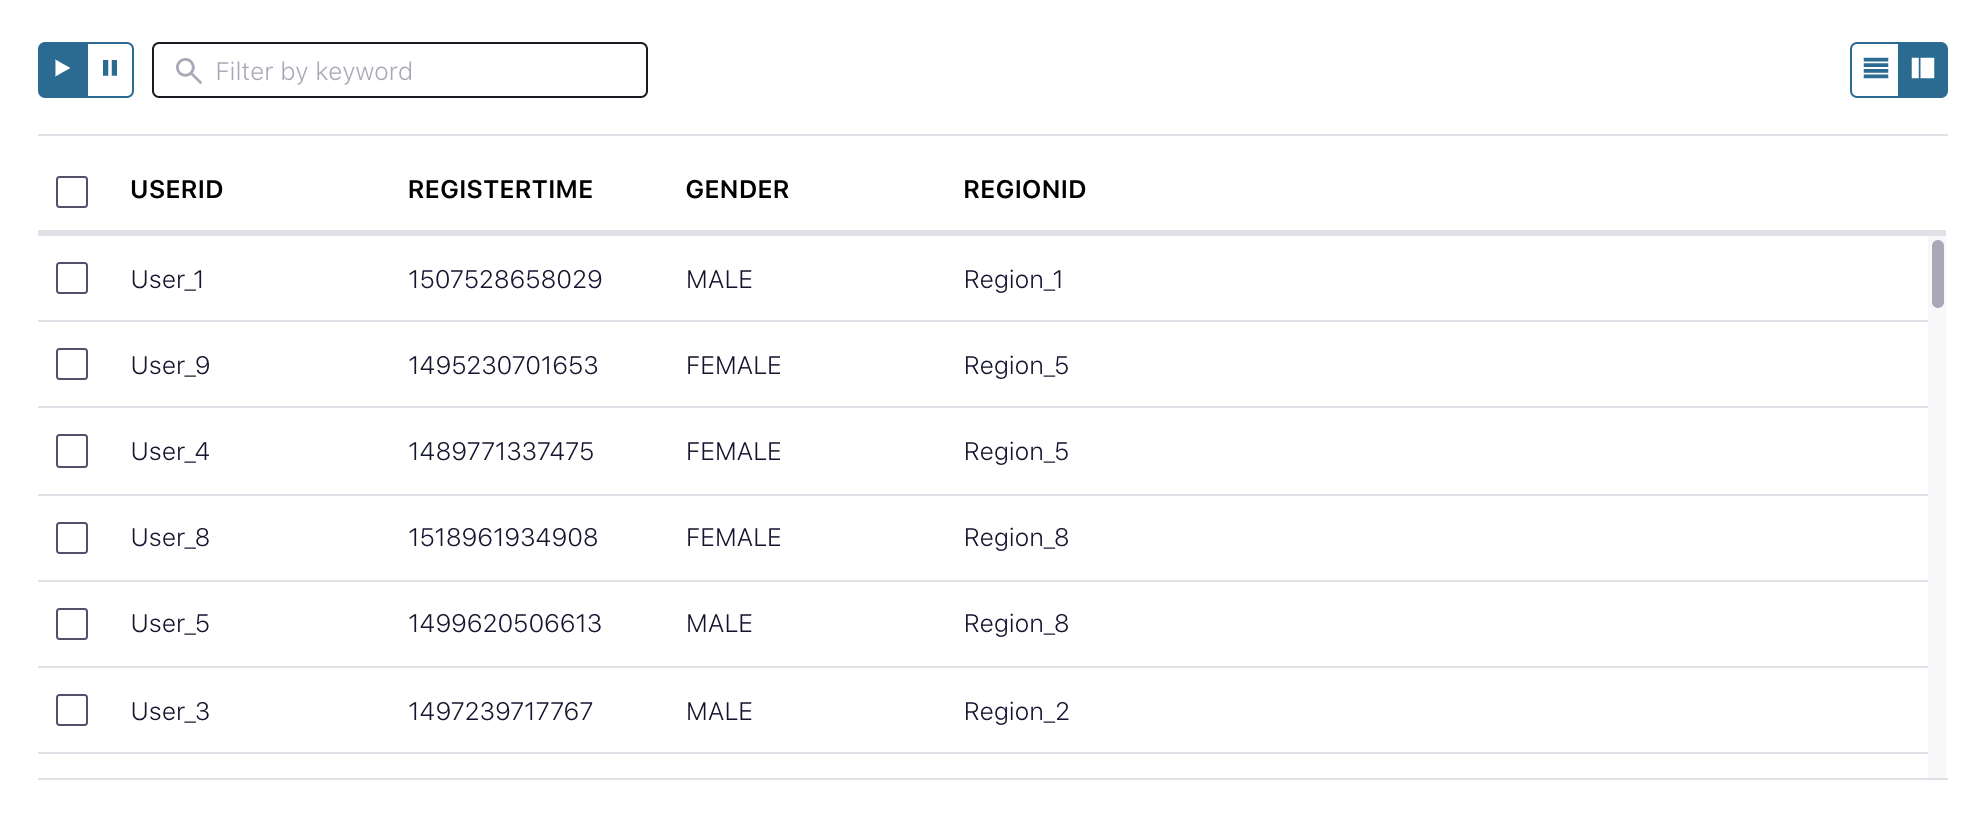 Filter by keyword
USERID REGISTERTIME GENDER REGIONID
User_1 1507528658029 MALE Region_1
User_9 1495230701653 FEMALE Region_5
User_4 1489771337475 FEMALE Region_5
User_8 1518961934908 FEMALE Region_8
User_5 1499620506613 MALE Region_8
User_3 1497239717767 MALE Region_2